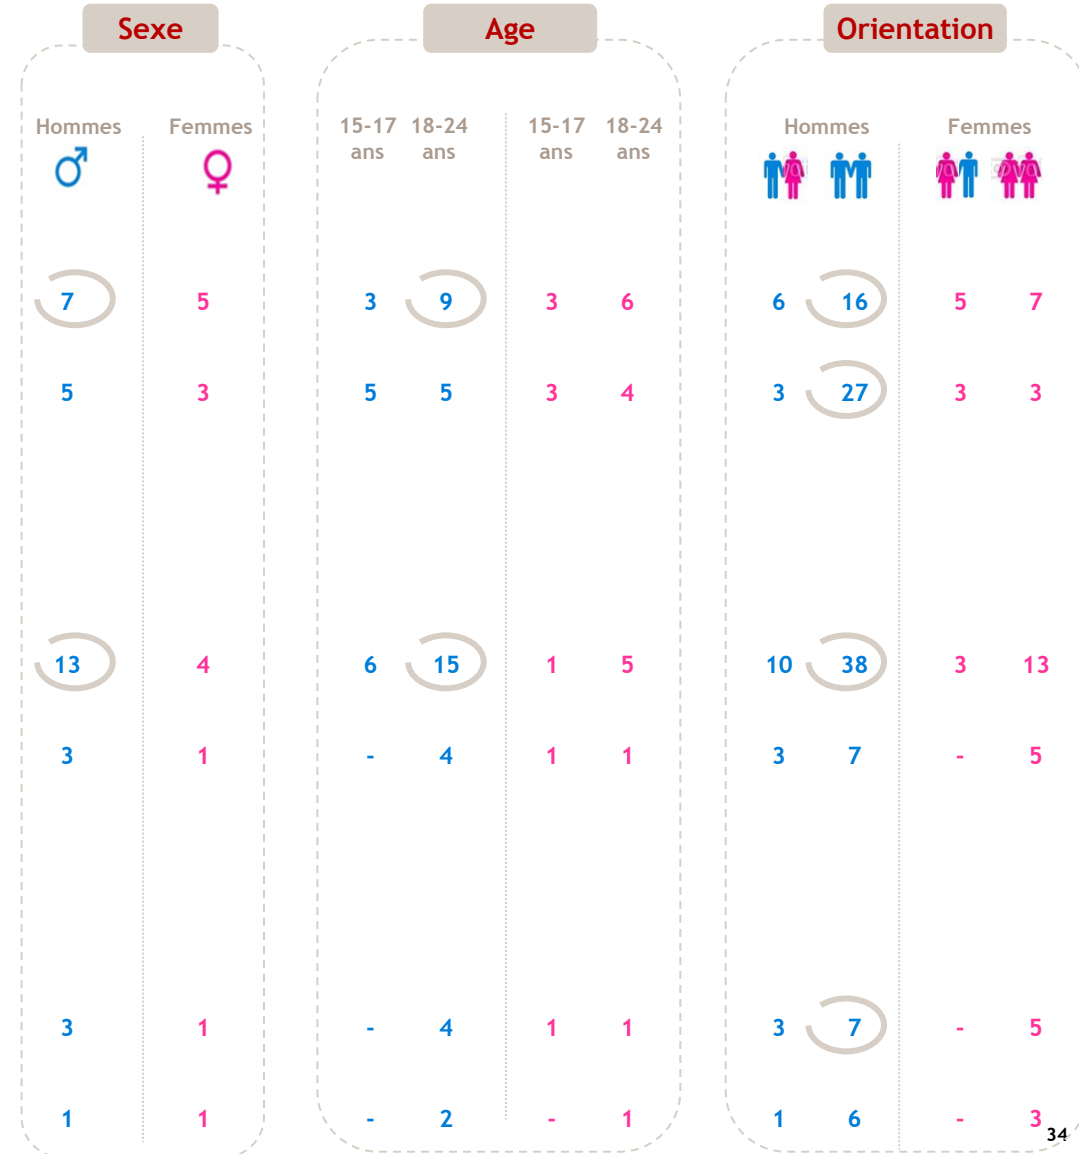 Sexe Age Orientation
Hommes Femmes 15-17 ans 18-24 ans 15-17 ans 18-24 ans Hommes Femmes
7 5 3 9 3 6 6 16 5 7
5 3 5 5 3 4 3 27 3 3
13 4 6 15 1 5 10 38 3 13
3 1 - 4 1 1 3 7 - 5
3 1 - 4 1 1 3 7 - 5
1 1 - 2 - 1 1 6 - 3
34